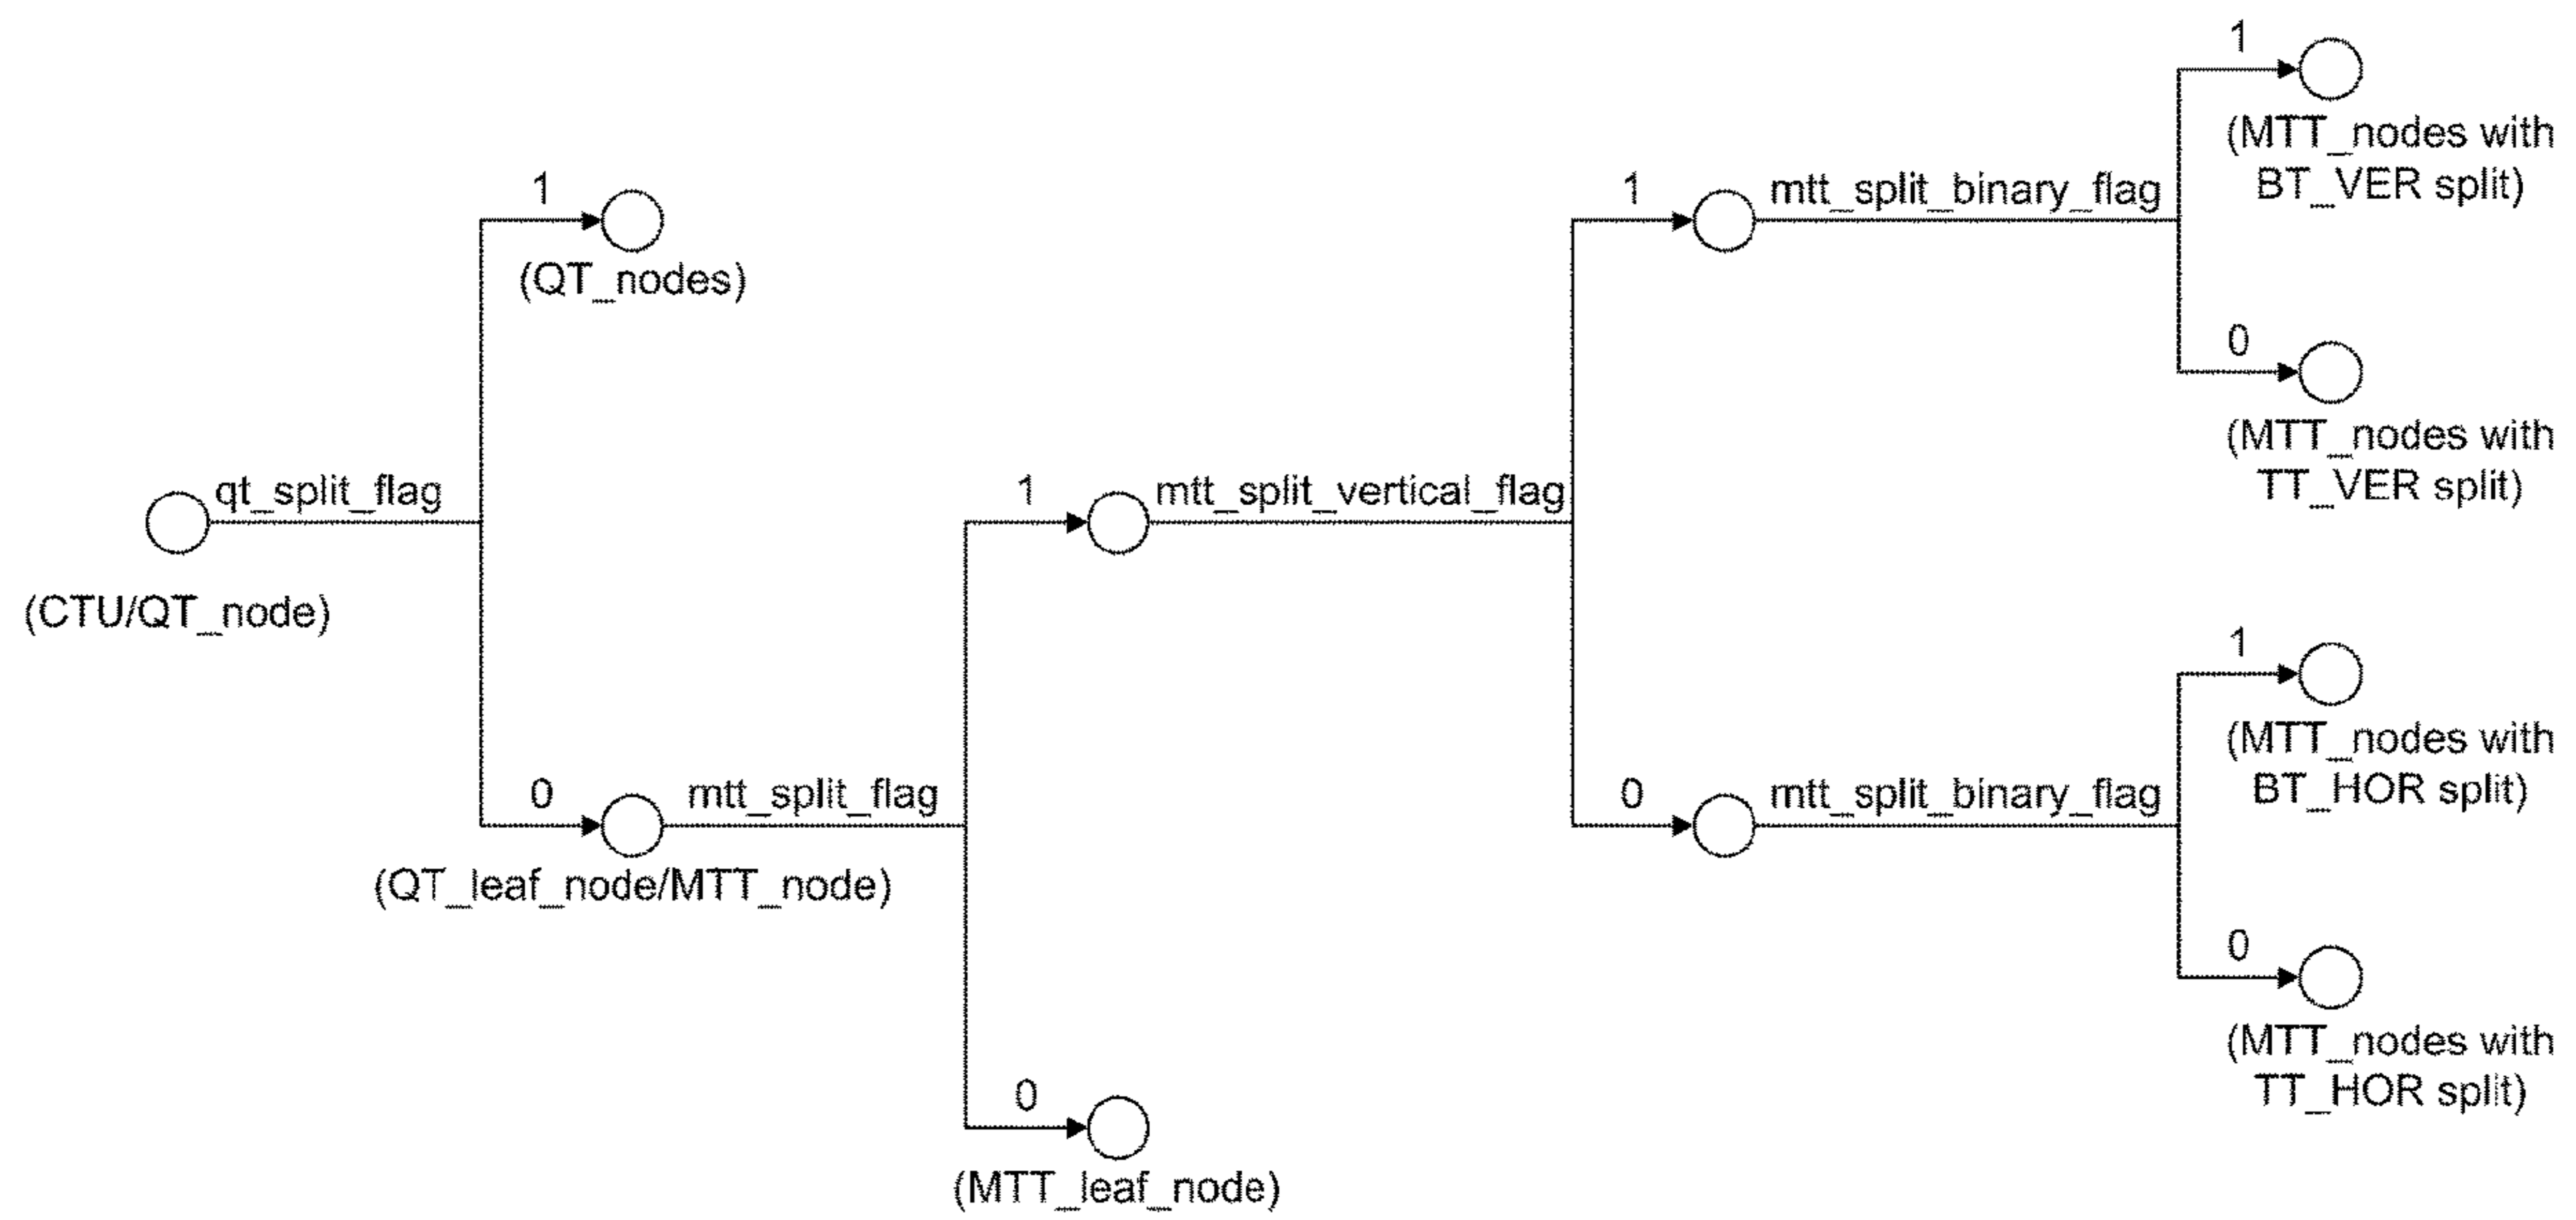 1
(MTT_nodes with
BT_VER split)
1
(QT_nodes)
1
mtt_split_binary_flag
0
(MTT_nodes with
TT_VER split)
qt_split_flag
(CTU/QT_node)
1
mtt_split_vertical_flag
1
(MTT_nodes with
BT_HOR split)
0
mtt_split_flag
(QT_leaf_node/MTT_node)
0
mtt_split_binary_flag
0
(MTT_nodes with
TT_HOR split)
0
(MTT_leaf_node)